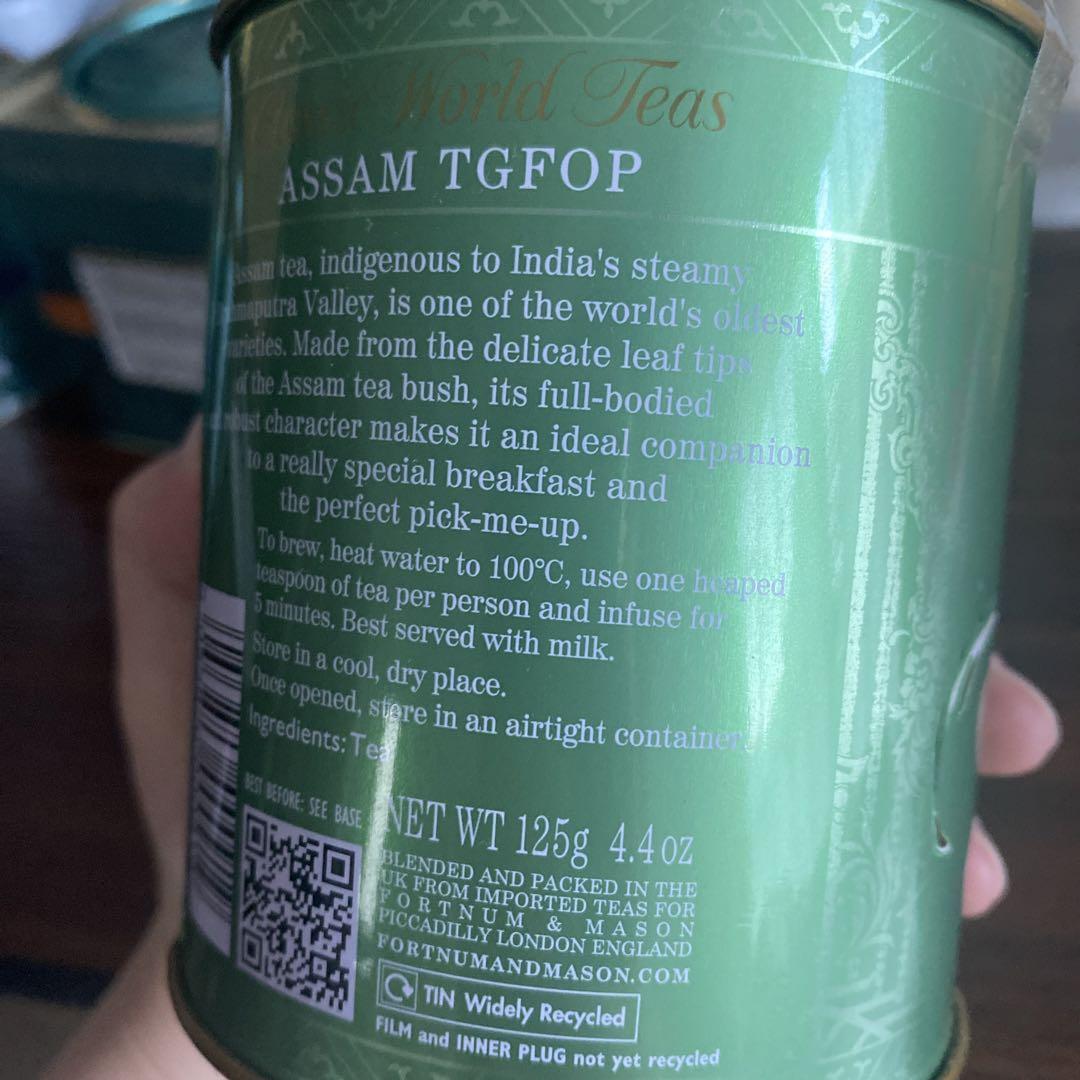 World Teas
ASSAM TGFOP
Assam tea, indigenous to India's steamy
maputra Valley, is one of the world's oldest
varieties. Made from the delicate leaf tips
of the Assam tea bush, its full-bodied
robust character makes it an ideal companion
to a really special breakfast and
the perfect pick-me-up.
To brew, heat water to 100°C, use one heaped
teaspoon of tea per person and infuse for
5 minutes. Best served with milk.
Store in a cool, dry place.
Once opened, store in an airtight container.
Ingredients: Tea
BEST BEFORE: SEE BASE
NET WT 125g 4.4 OZ
BLENDED AND PACKED IN THE
UK FROM IMPORTED TEAS FOR
FORTNUM & MASON
PICCADILLY LONDON ENGLAND
FORTNUMANDMASON.COM
TIN Widely Recycled
FILM and INNER PLUG not yet recycled